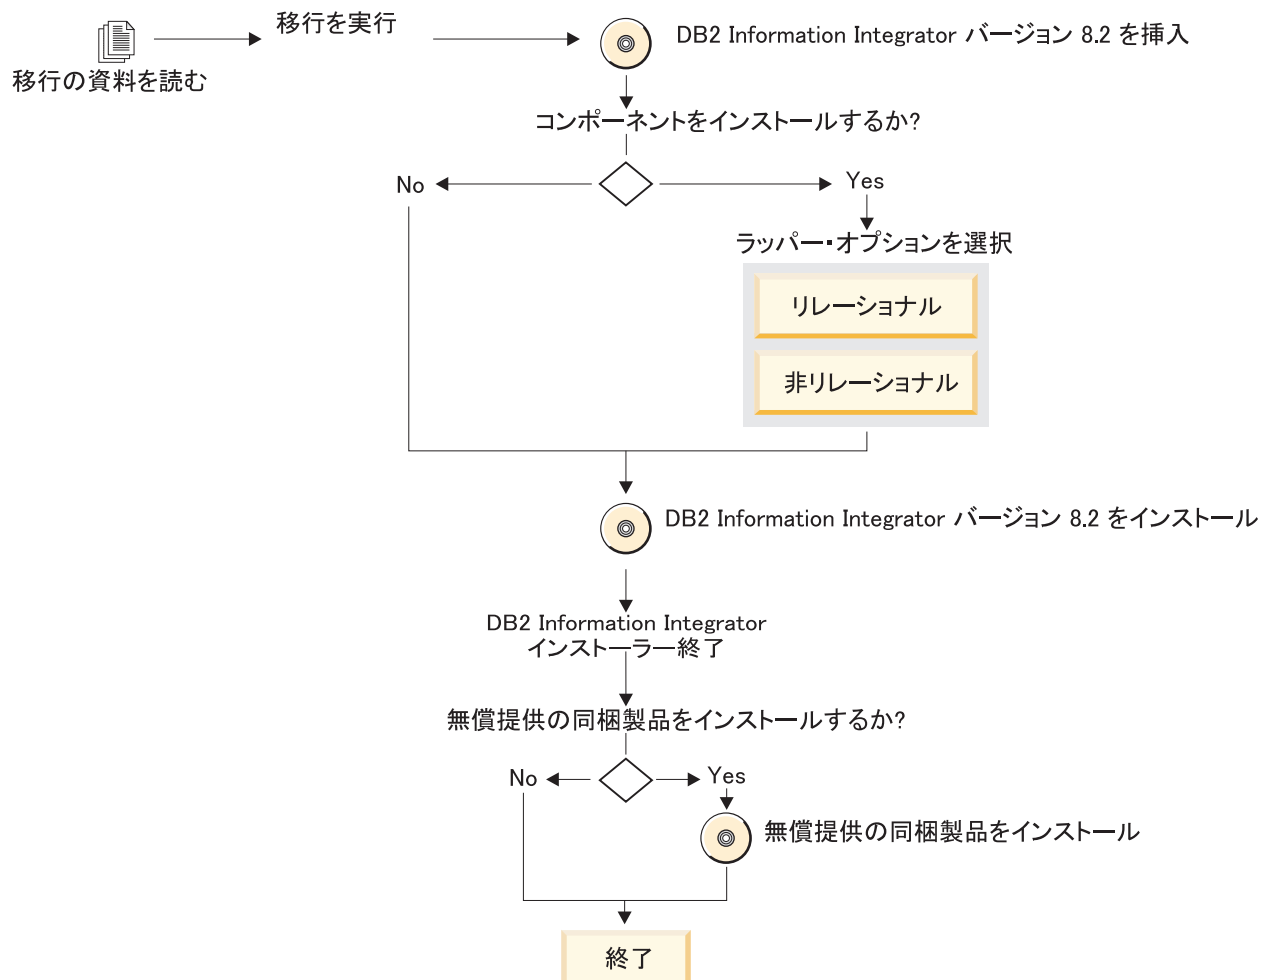 移行の資料を読む
移行を実行
DB2 Information Integrator バージョン 8.2 を挿入
コンポーネントをインストールするか?
No
Yes
ラッパー・オプションを選択
リレーショナル
非リレーショナル
DB2 Information Integrator バージョン 8.2 をインストール
DB2 Information Integrator
インストーラー終了
無償提供の同梱製品をインストールするか?
No
Yes
無償提供の同梱製品をインストール
終了